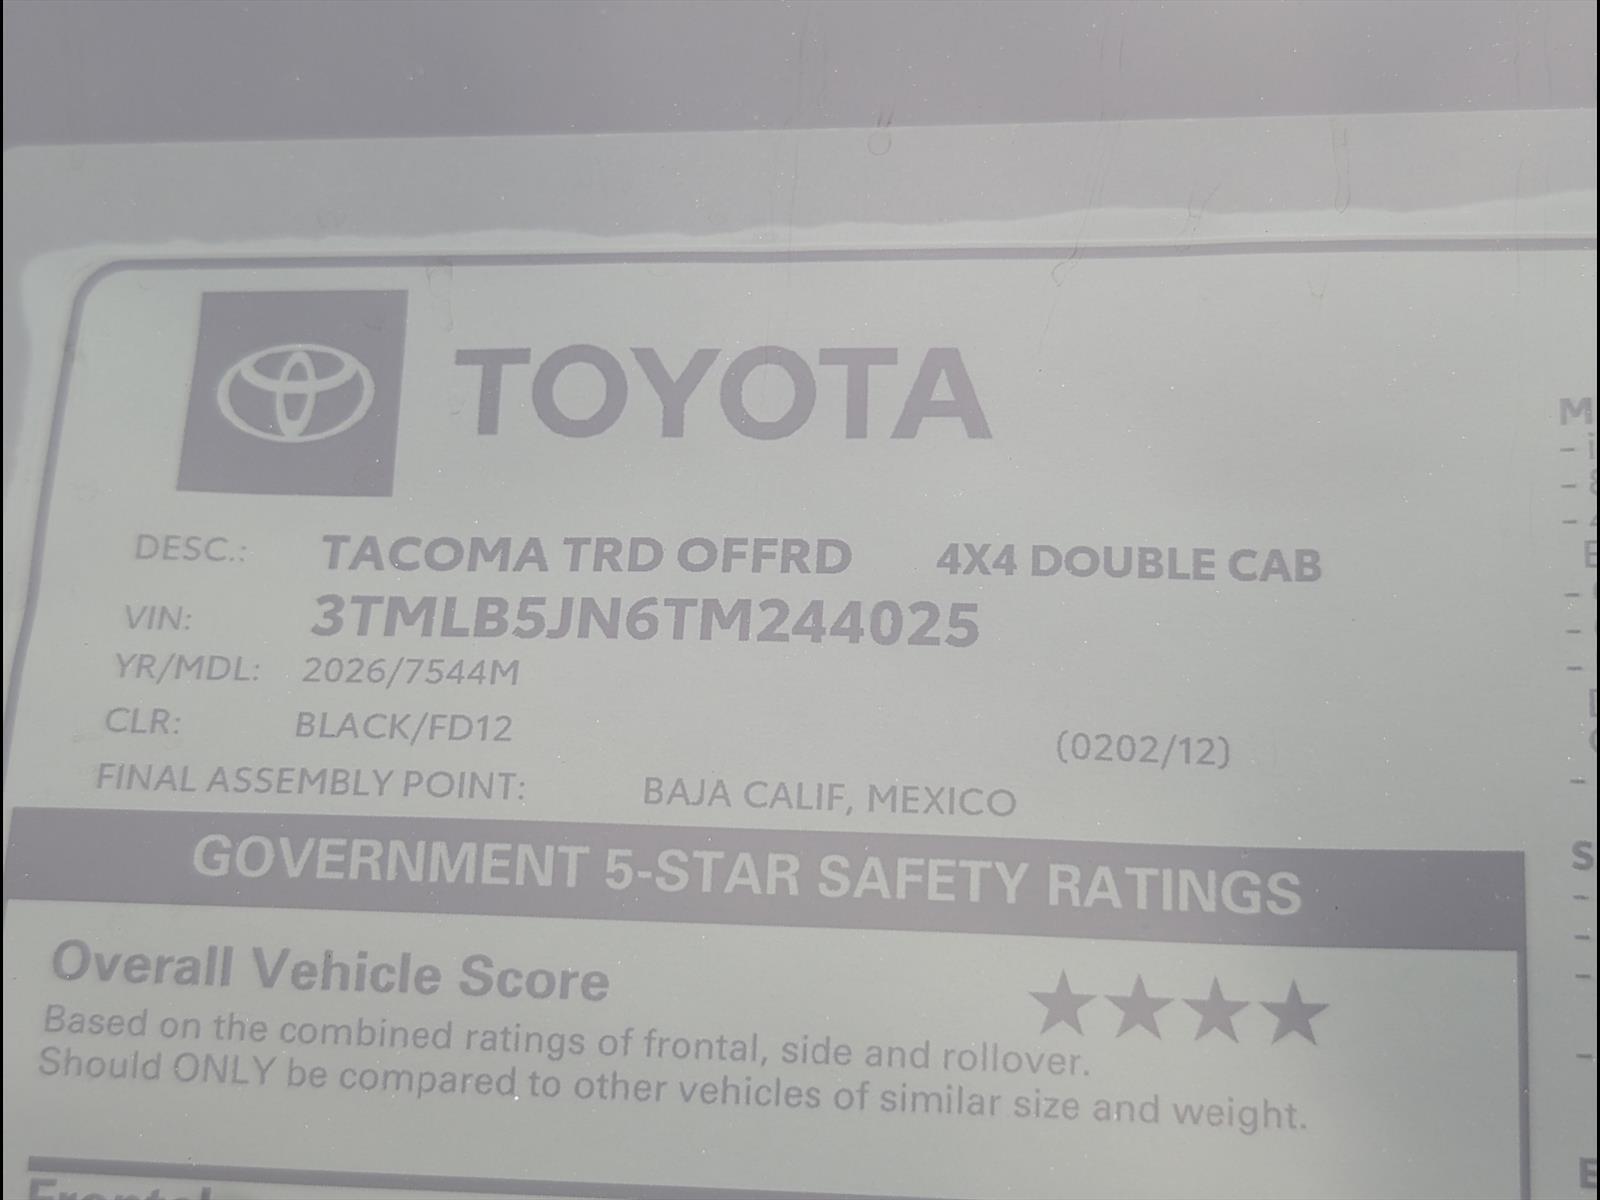 TOYOTA
DESC.: TACOMA TRD OFFRD 4X4 DOUBLE CAB
VIN: 3TMLB5JN6TM244025
YR/MDL: 2026/7544M
CLR: BLACK/FD12 (0202/12)
FINAL ASSEMBLY POINT: BAJA CALIF, MEXICO
GOVERNMENT 5-STAR SAFETY RATINGS
Overall Vehicle Score ★★★★
Based on the combined ratings of frontal, side and rollover.
Should ONLY be compared to other vehicles of similar size and weight.